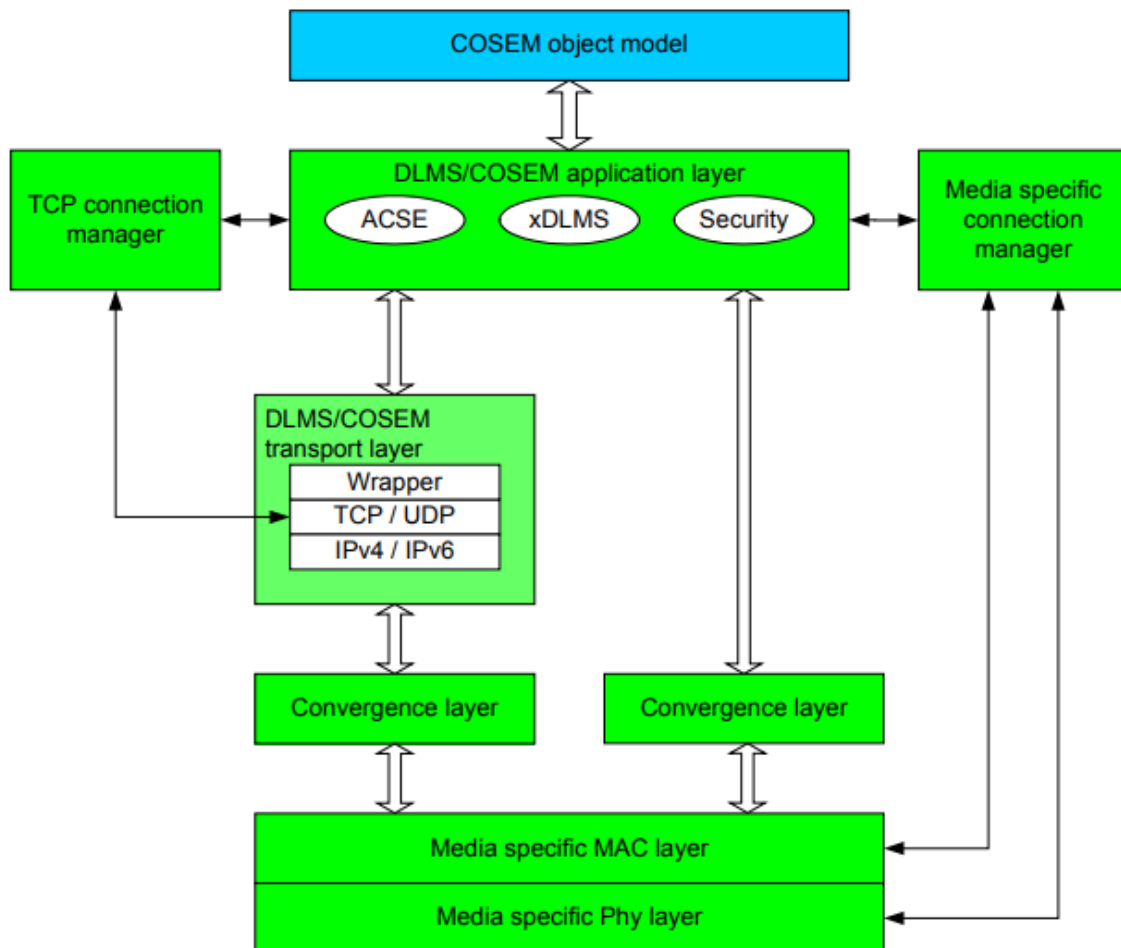 COSEM object model
TCP connection
manager
DLMS/COSEM application layer
ACSE
xDLMS
Security
Media specific
connection
manager
DLMS/COSEM
transport layer
Wrapper
TCP / UDP
IPv4 / IPv6
Convergence layer
Convergence layer
Media specific MAC layer
Media specific Phy layer